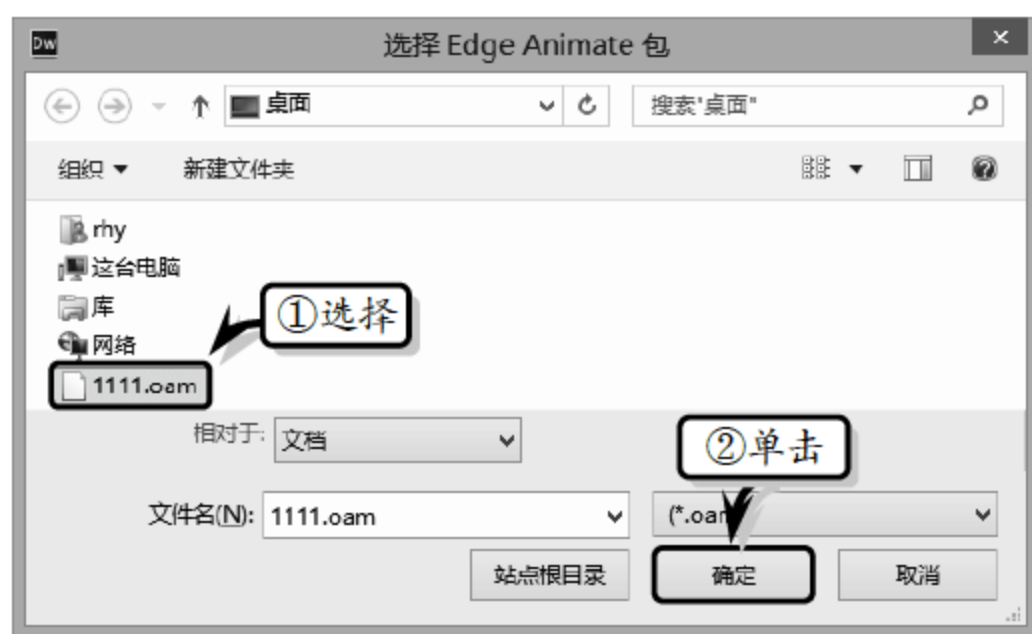 Dw 选择 Edge Animate 包
桌面 搜索"桌面"
组织 新建文件夹
rhy
这台电脑
库
①选择
网络
1111.oam
相对于: 文档
②单击
文件名(N): 1111.oam (*.oam
站点根目录 确定 取消